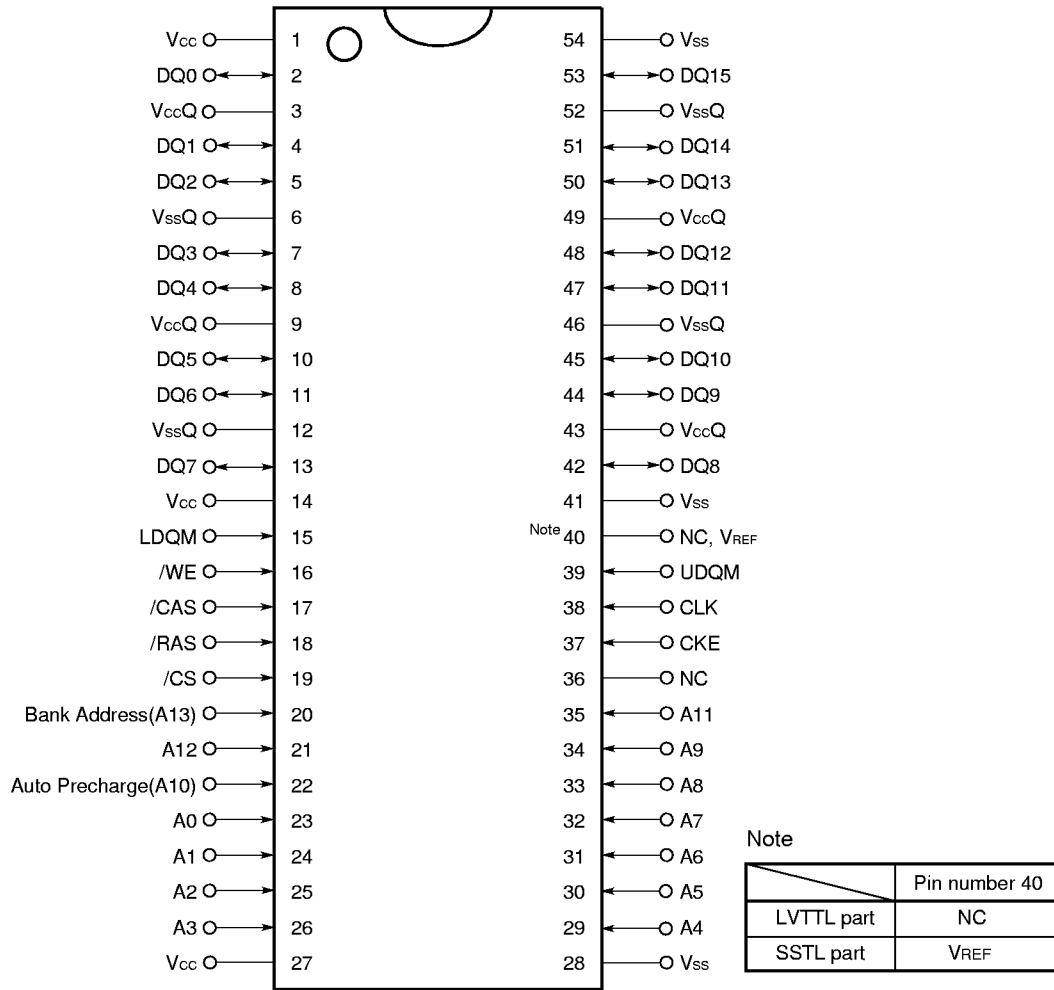 Vcc 1 54 Vss
DQ0 2 53 DQ15
VccQ 3 52 VssQ
DQ1 4 51 DQ14
DQ2 5 50 DQ13
VssQ 6 49 VccQ
DQ3 7 48 DQ12
DQ4 8 47 DQ11
VccQ 9 46 VssQ
DQ5 10 45 DQ10
DQ6 11 44 DQ9
VssQ 12 43 VccQ
DQ7 13 42 DQ8
Vcc 14 41 Vss
LDQM 15 Note 40 NC, VREF
/WE 16 39 UDQM
/CAS 17 38 CLK
/RAS 18 37 CKE
/CS 19 36 NC
Bank Address(A13) 20 35 A11
A12 21 34 A9
Auto Precharge(A10) 22 33 A8
A0 23 32 A7
A1 24 31 A6
A2 25 30 A5
A3 26 29 A4
Vcc 27 28 Vss
Note
Pin number 40
LVTTL part NC
SSTL part VREF